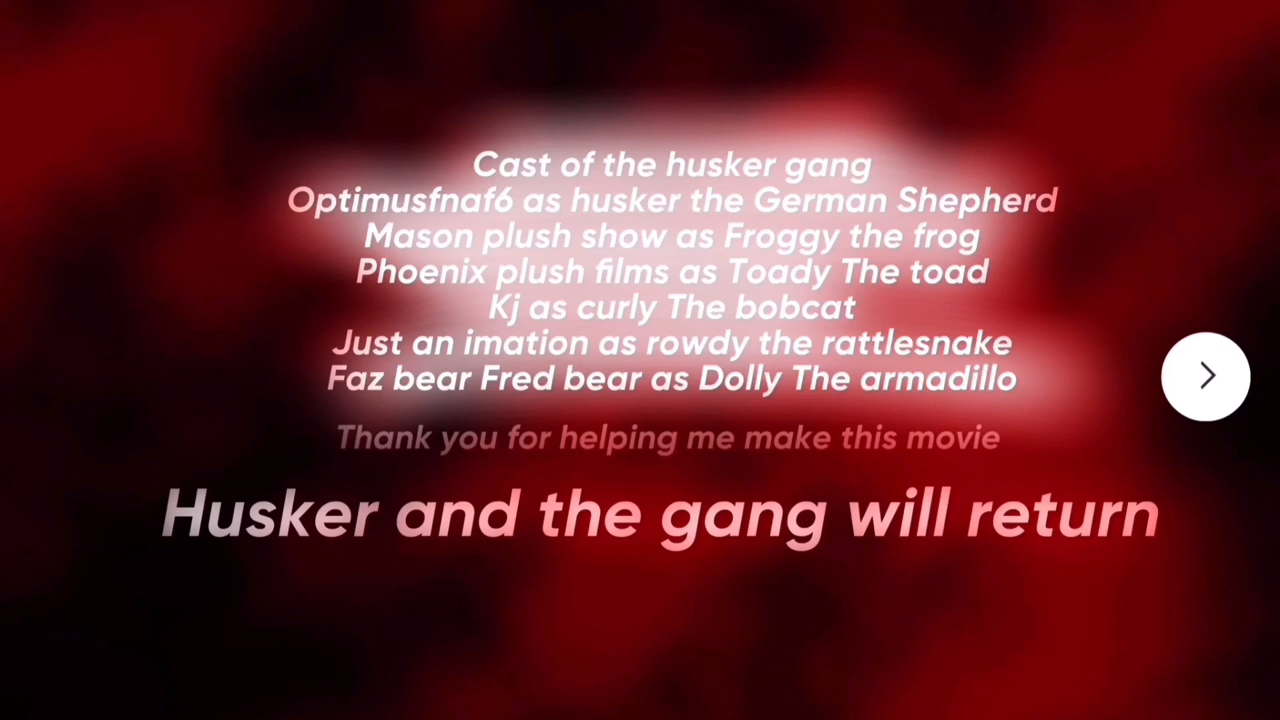 Cast of the husker gang
Optimusfnaf6 as husker the German Shepherd
Mason plush show as Froggy the frog
Phoenix plush films as Toady The toad
Kj as curly The bobcat
Just an imation as rowdy the rattlesnake
Faz bear Fred bear as Dolly The armadillo
Thank you for helping me make this movie
Husker and the gang will return